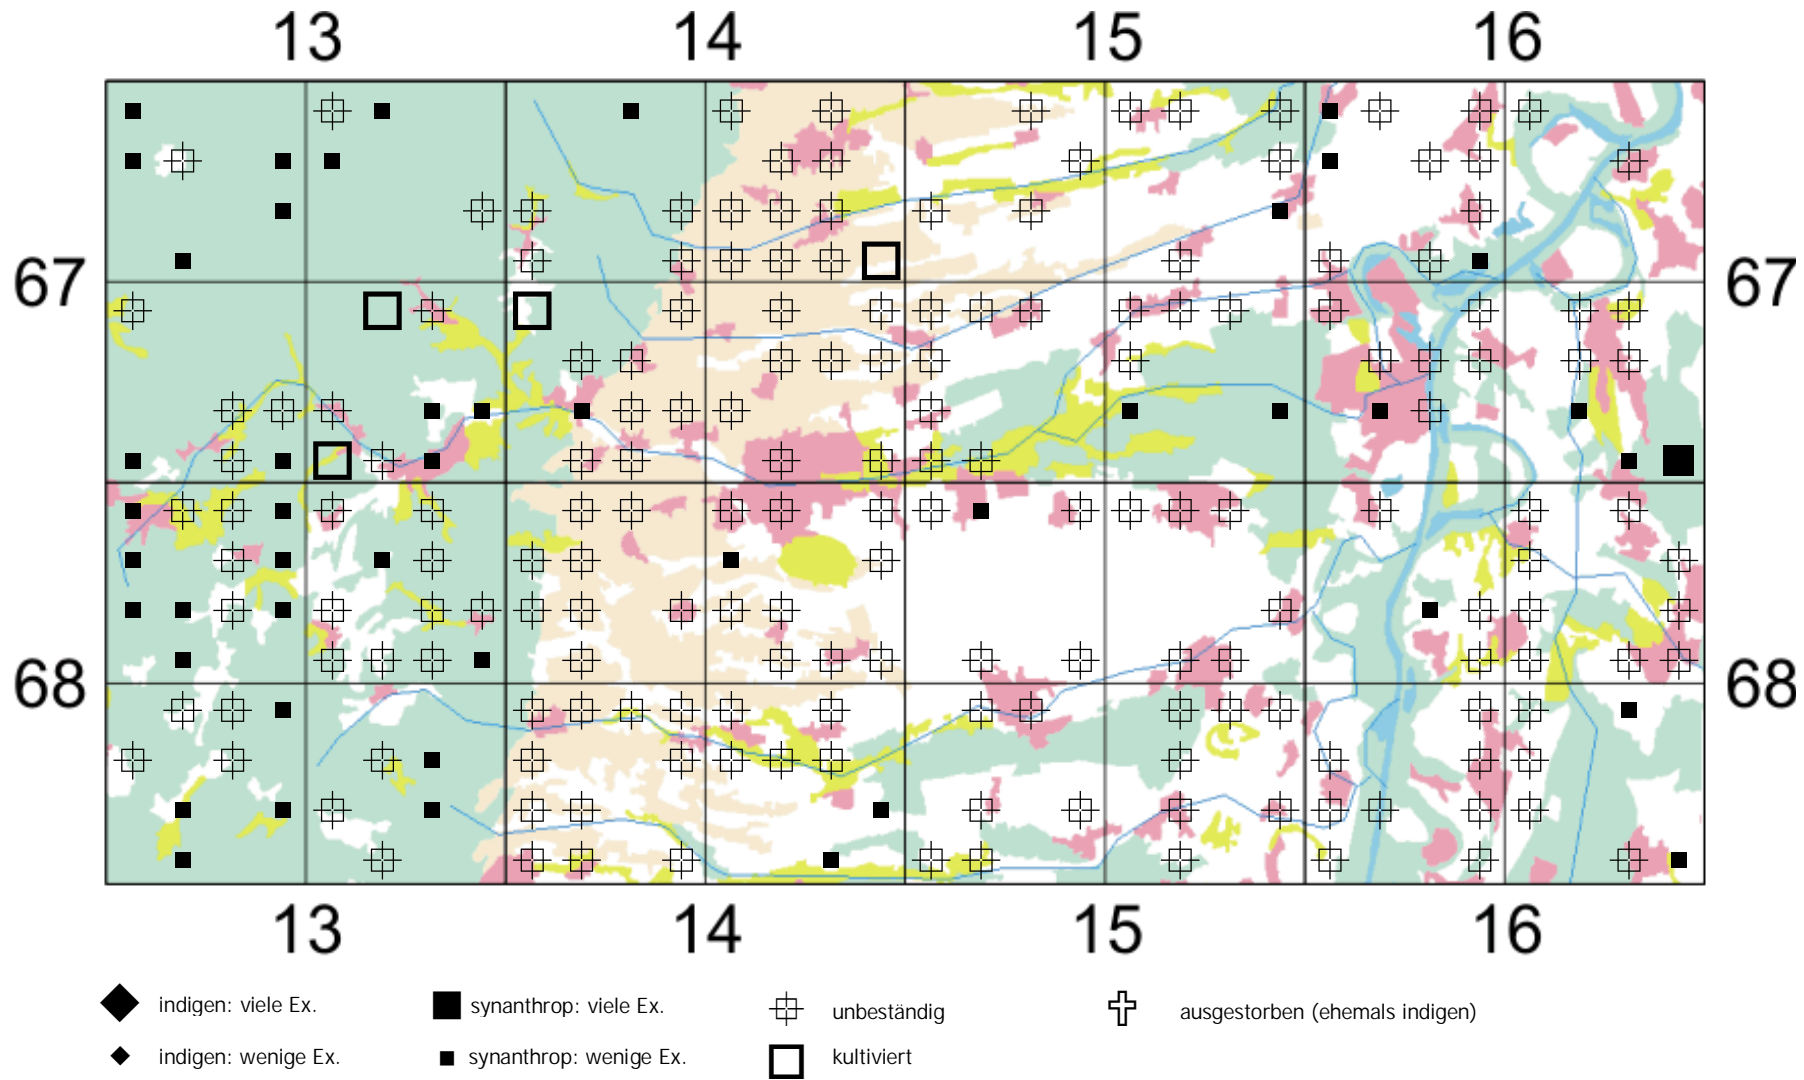 13 14 15 16
67 67
68 68
13 14 15 16
indigen: viele Ex. synanthrop: viele Ex. unbeständig ausgestorben (ehemals indigen)
indigen: wenige Ex. synanthrop: wenige Ex. kultiviert